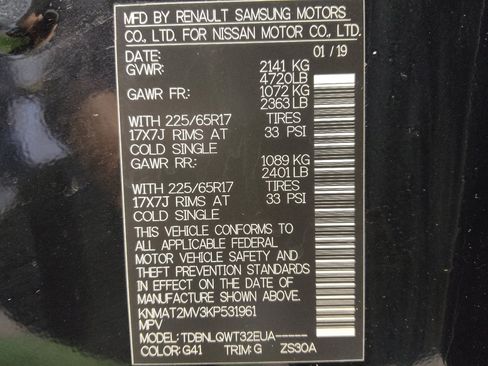 MFD BY RENAULT SAMSUNG MOTORS
CO., LTD. FOR NISSAN MOTOR CO., LTD.
DATE: 01/19
GVWR: 2141 KG
4720LB
GAWR FR.: 1072 KG
2363LB
WITH 225/65R17 TIRES
17X7J RIMS AT 33 PSI
COLD SINGLE
GAWR RR.: 1089 KG
2401 LB
WITH 225/65R17 TIRES
17X7J RIMS AT 33 PSI
COLD SINGLE
THIS VEHICLE CONFORMS TO
ALL APPLICABLE FEDERAL
MOTOR VEHICLE SAFETY AND
THEFT PREVENTION STANDARDS
IN EFFECT ON THE DATE OF
MANUFACTURE SHOWN ABOVE
KNMAT2MV3KP531961
MPV
MODEL: TDBNLQWT32EUA-----
COLOR: G41 TRIM: G ZS30A